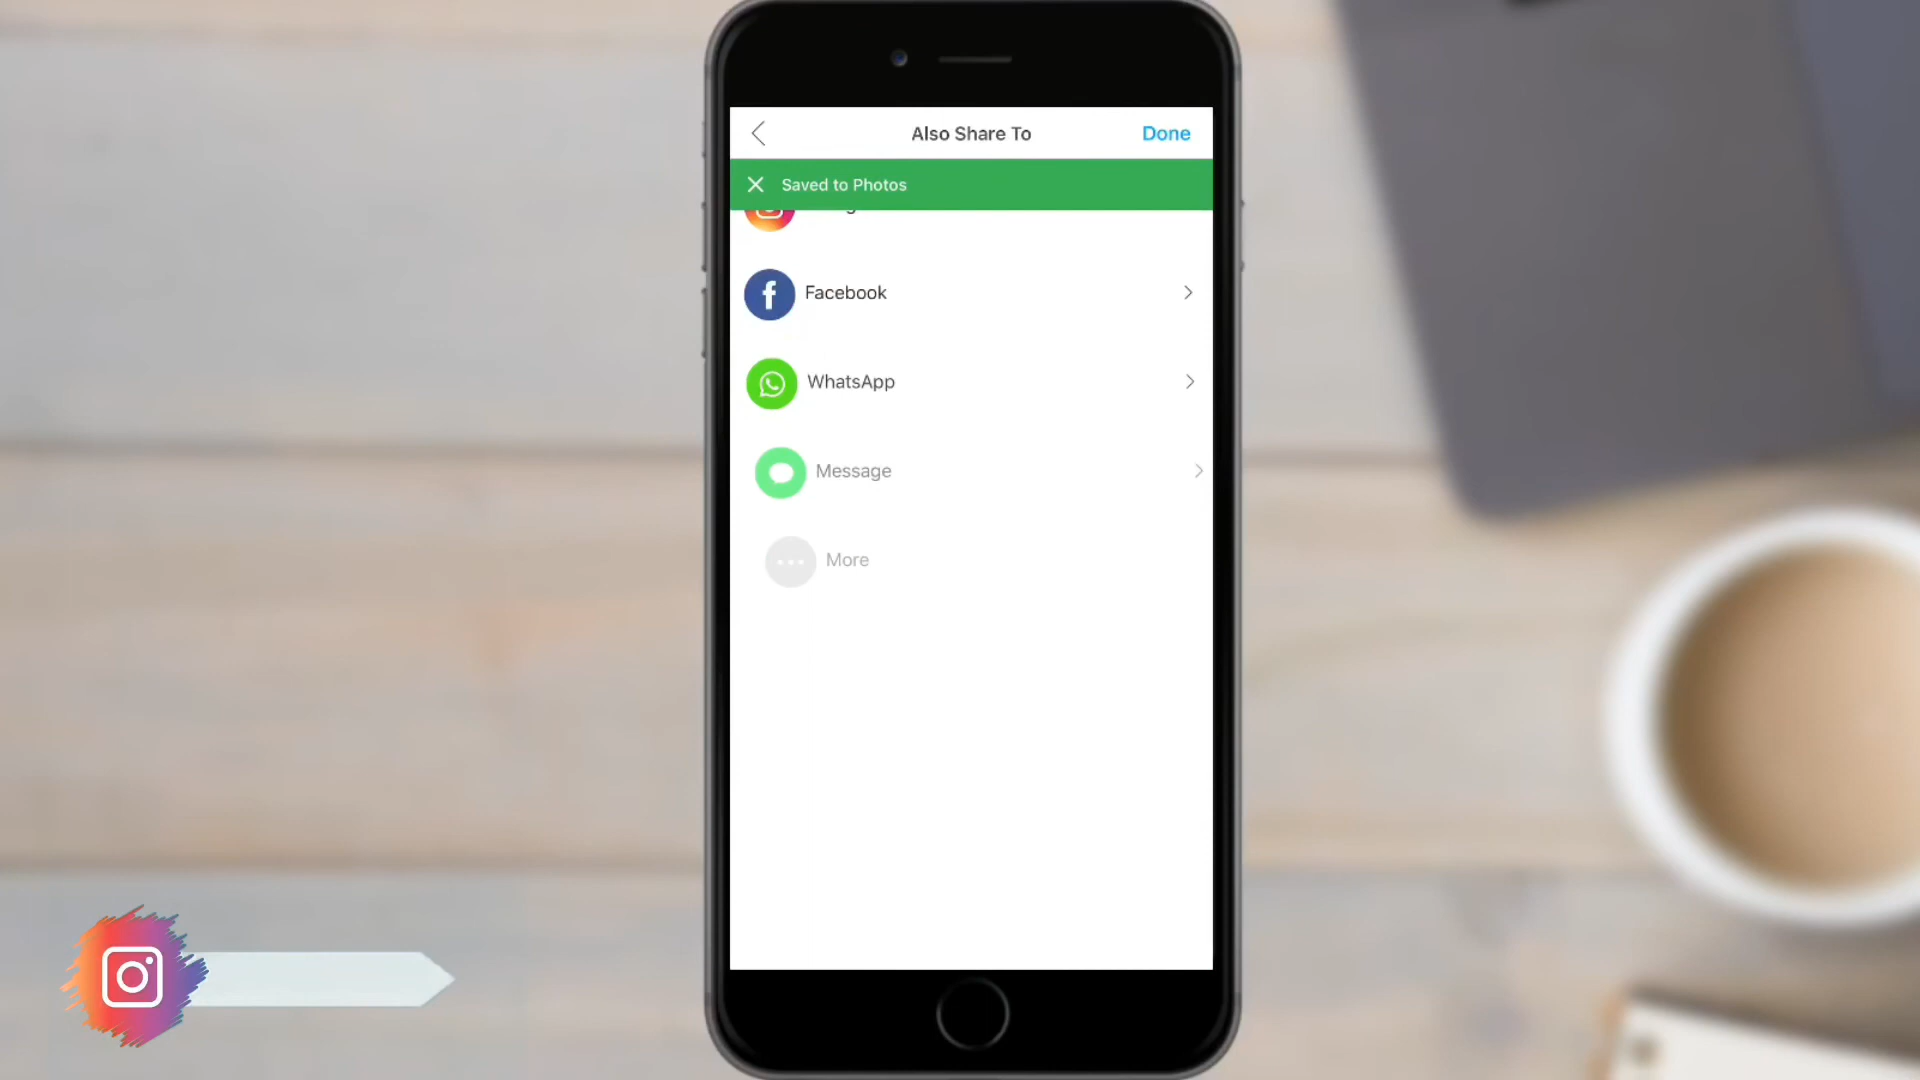 Also Share To
Done
Saved to Photos
Facebook
WhatsApp
Message
More